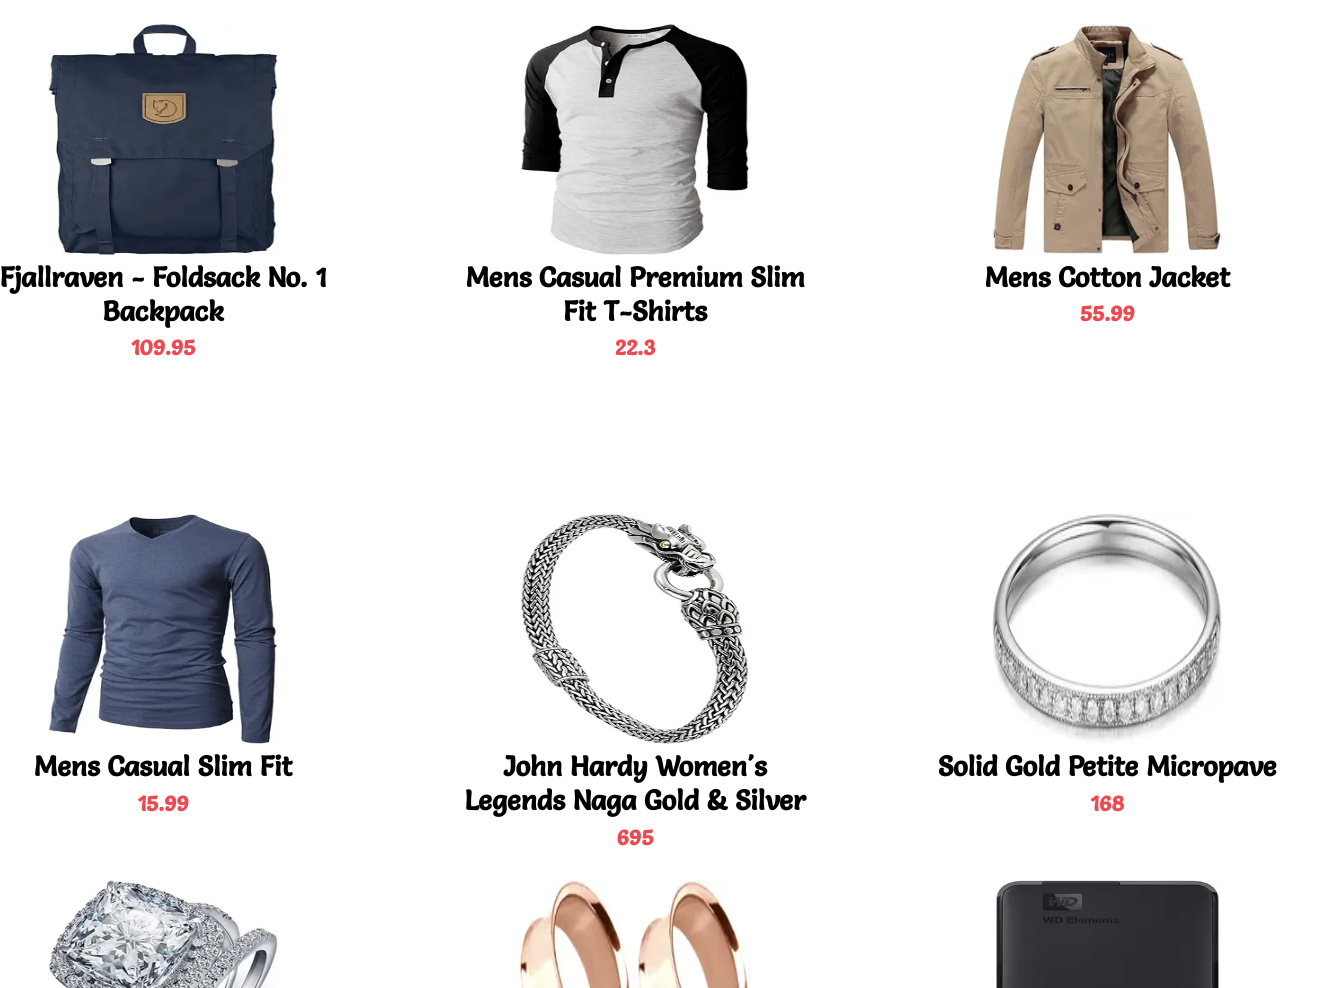 Fjallraven - Foldsack No. 1
Backpack
109.95
Mens Casual Premium Slim
Fit T-Shirts
22.3
Mens Cotton Jacket
55.99
Mens Casual Slim Fit
15.99
John Hardy Women's
Legends Naga Gold & Silver
695
Solid Gold Petite Micropave
168
WD
WD Elements